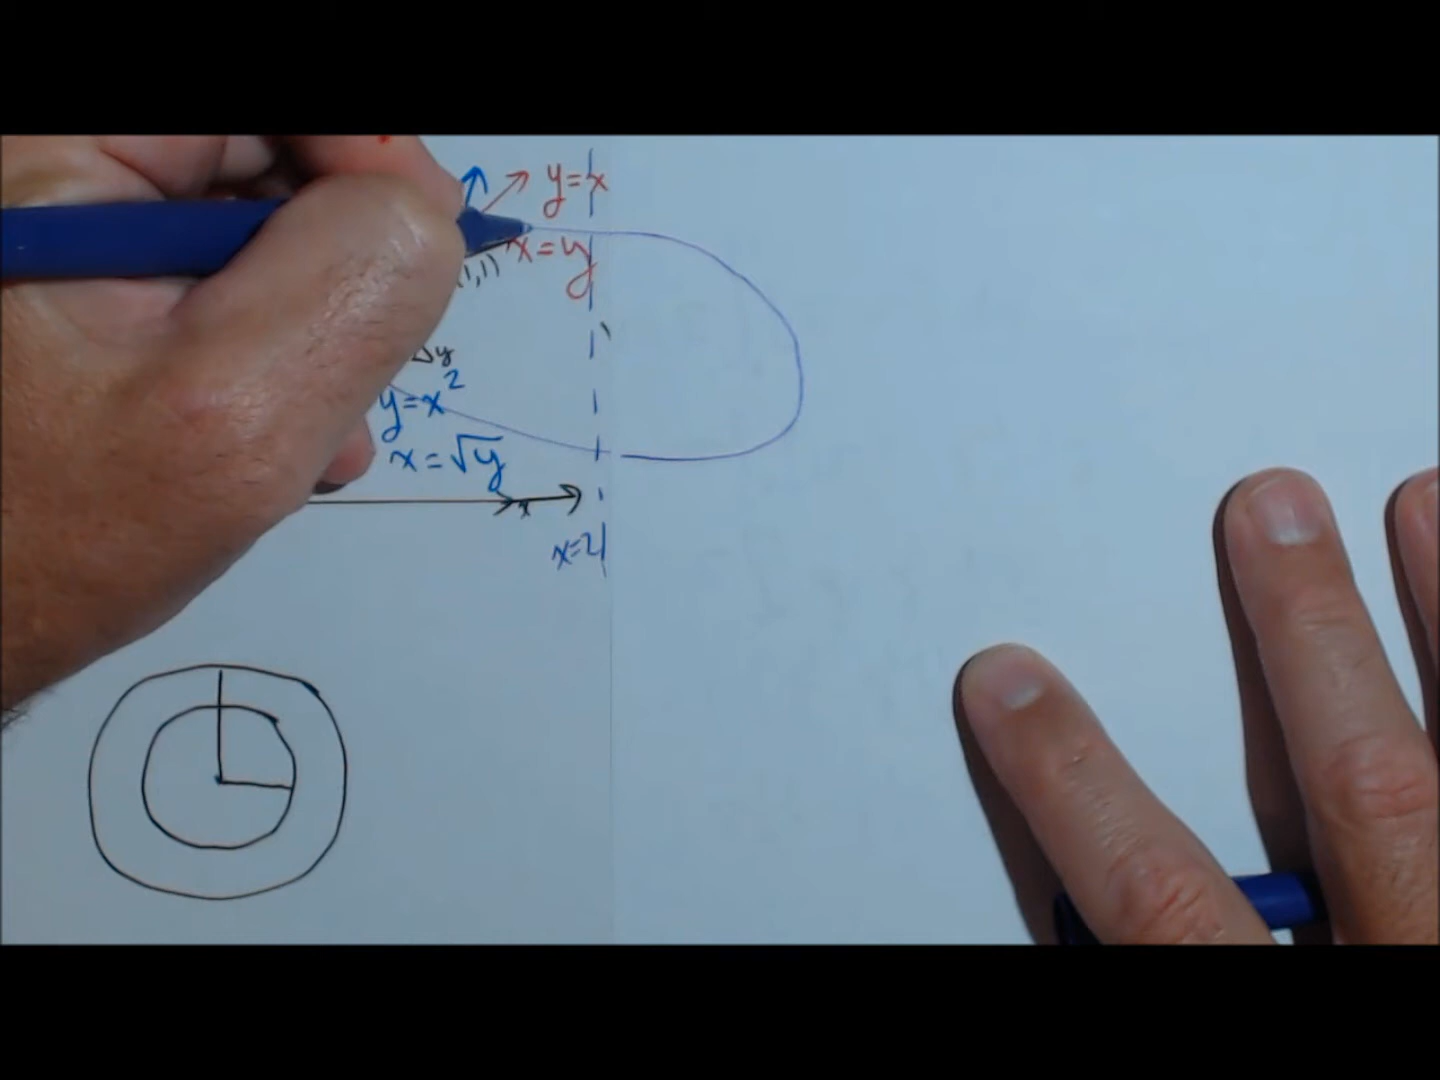 y=x
x=y
(1,1)
Δy
y=x²
x=√y
x
x=2